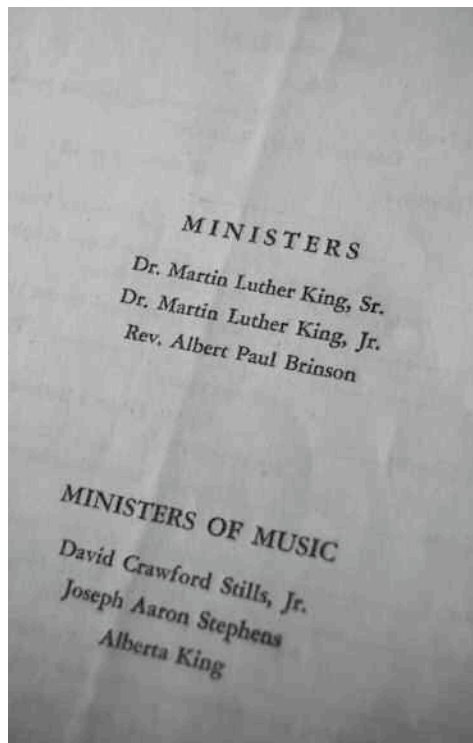 MINISTERS
Dr. Martin Luther King, Sr.
Dr. Martin Luther King, Jr.
Rev. Albert Paul Brinson
MINISTERS OF MUSIC
David Crawford Stills, Jr.
Joseph Aaron Stephens
Alberta King